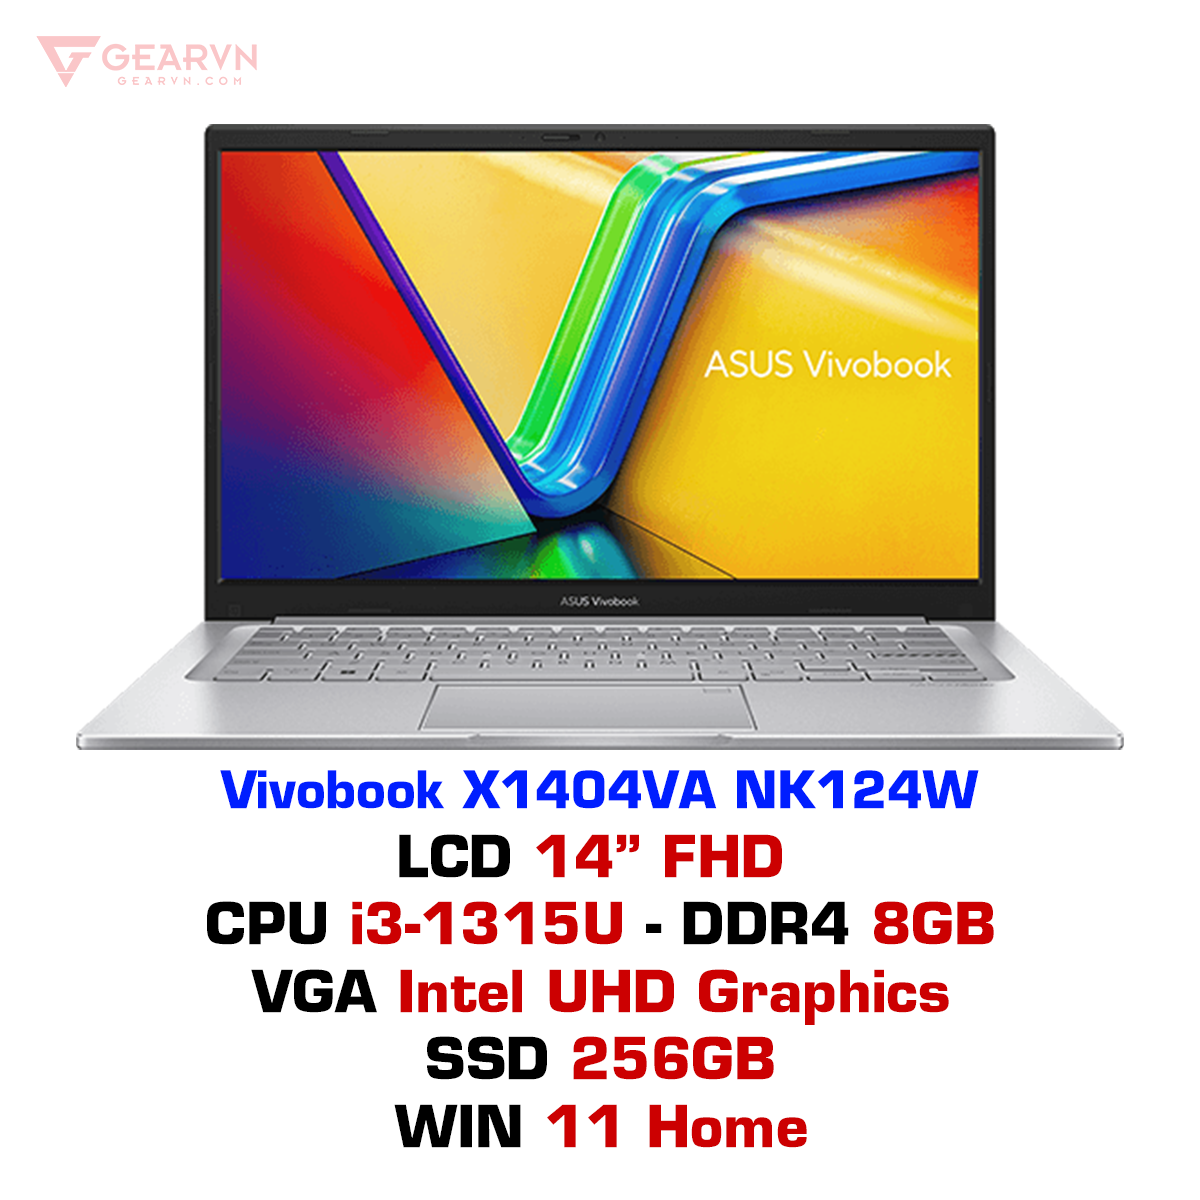 GEARVN
GEARVN.COM
ASUS Vivobook
ASUS Vivobook
Vivobook X1404VA NK124W
LCD 14” FHD
CPU i3-1315U - DDR4 8GB
VGA Intel UHD Graphics
SSD 256GB
WIN 11 Home